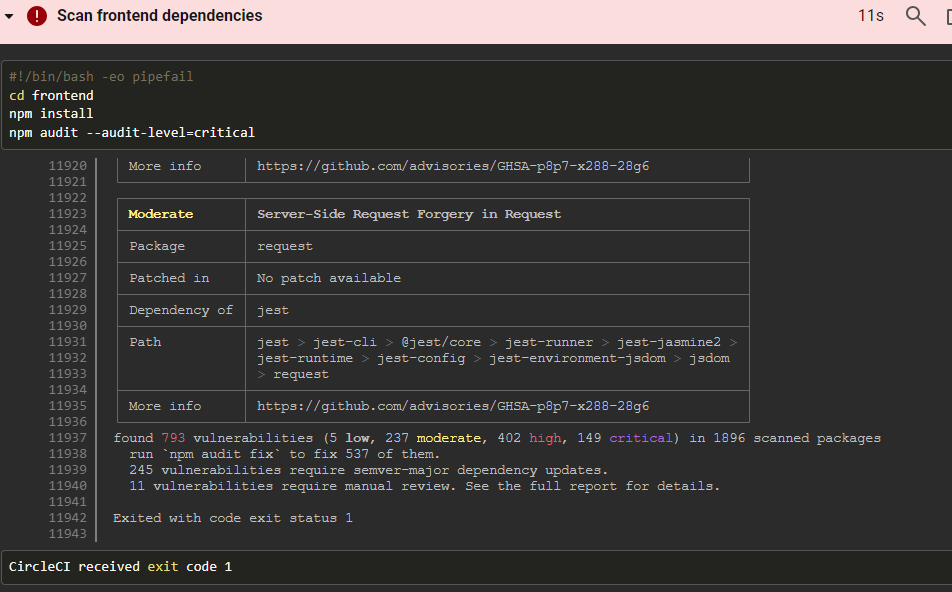 Scan frontend dependencies 11s
#!/bin/bash -eo pipefail
cd frontend
npm install
npm audit --audit-level=critical
11920 More info https://github.com/advisories/GHSA-p8p7-x288-28g6
11921
11922
11923 Moderate Server-Side Request Forgery in Request
11924
11925 Package request
11926
11927 Patched in No patch available
11928
11929 Dependency of jest
11930
11931 Path jest > jest-cli > @jest/core > jest-runner > jest-jasmine2 >
11932 jest-runtime > jest-config > jest-environment-jsdom > jsdom
11933 > request
11934
11935 More info https://github.com/advisories/GHSA-p8p7-x288-28g6
11936
11937 found 793 vulnerabilities (5 low, 237 moderate, 402 high, 149 critical) in 1896 scanned packages
11938 run `npm audit fix` to fix 537 of them.
11939 245 vulnerabilities require semver-major dependency updates.
11940 11 vulnerabilities require manual review. See the full report for details.
11941
11942 Exited with code exit status 1
11943
CircleCI received exit code 1